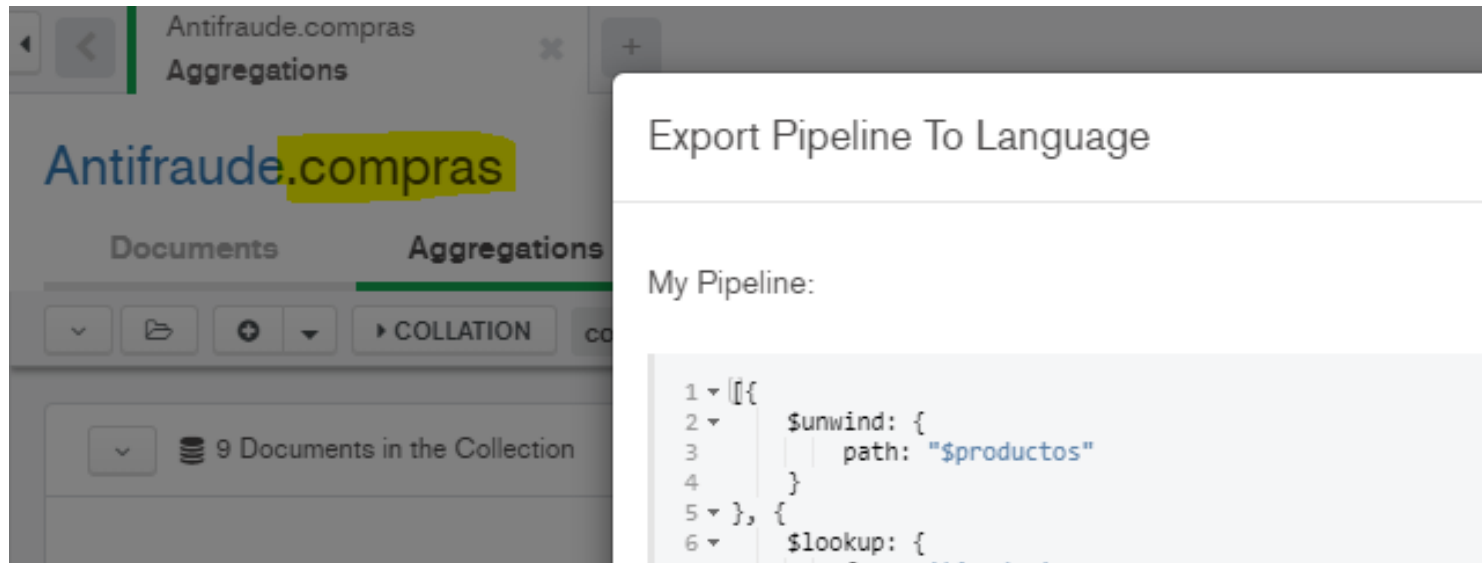 Antifraude.compras
Aggregations
Antifraude.compras
Documents
Aggregations
COLLATION
9 Documents in the Collection
Export Pipeline To Language
My Pipeline:
1 [{
2 $unwind: {
3 path: "$productos"
4 }
5 }, {
6 $lookup: {